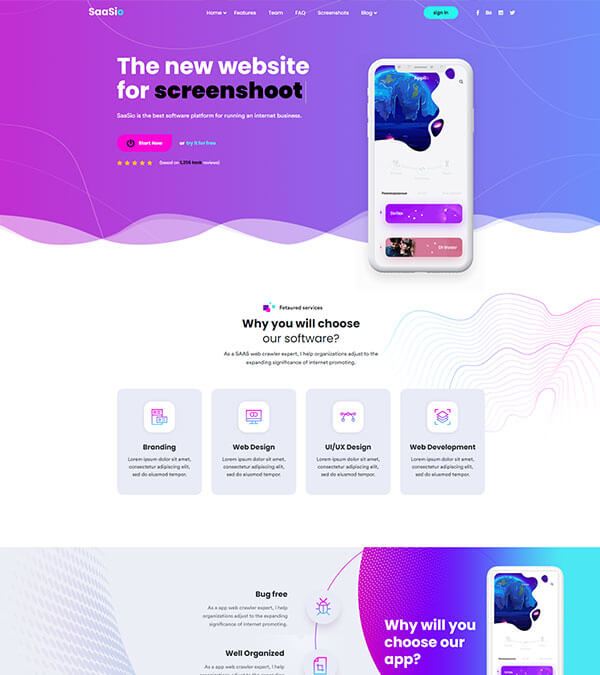 SaaSio
Home Features Team FAQ Screenshots Blog
sign in
The new website
for screenshoot
SaaSio is the best software platform for running an internet business.
Start Now or try it for free
(based on reviews)
Fetaured services
Why you will choose
our software?
As a SAAS web crawler expert, I help organizations adjust to the
expanding significance of internet promoting.
Branding
Lorem ipsum dolor sit amet,
consectetur adipiscing elit,
sed do eiusmod tempor.
Web Design
Lorem ipsum dolor sit amet,
consectetur adipiscing elit,
sed do eiusmod tempor.
UI/UX Design
Lorem ipsum dolor sit amet,
consectetur adipiscing elit,
sed do eiusmod tempor.
Web Development
Lorem ipsum dolor sit amet,
consectetur adipiscing elit,
sed do eiusmod tempor.
Bug free
As a app web crawler expert, I help
organizations adjust to the expanding
significance of internet promoting.
Well Organized
As a app web crawler expert, I help
organizations adjust to the expanding
Why will you
choose our
app?